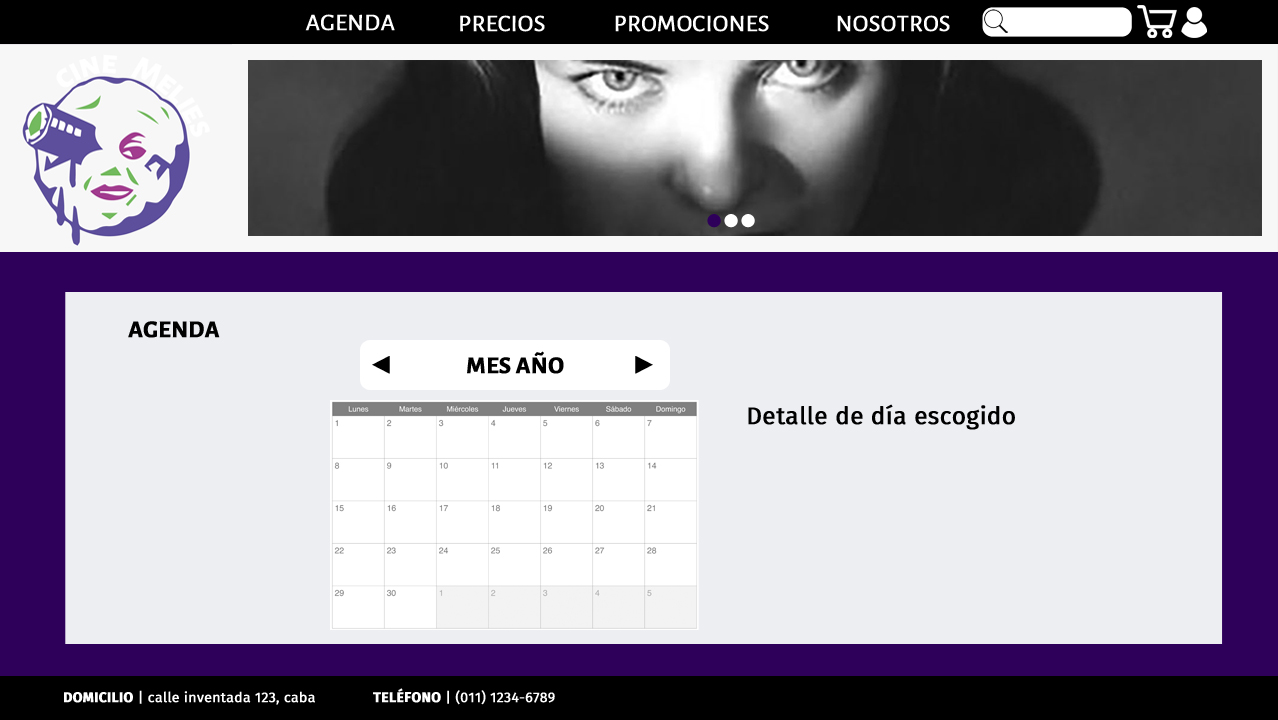 AGENDA PRECIOS PROMOCIONES NOSOTROS
CINE MELIES
AGENDA
MES AÑO
Lunes Martes Miércoles Jueves Viernes Sábado Domingo
1 2 3 4 5 6 7
8 9 10 11 12 13 14
15 16 17 18 19 20 21
22 23 24 25 26 27 28
29 30 1 2 3 4 5
Detalle de día escogido
DOMICILIO | calle inventada 123, caba TELÉFONO | (011) 1234-6789